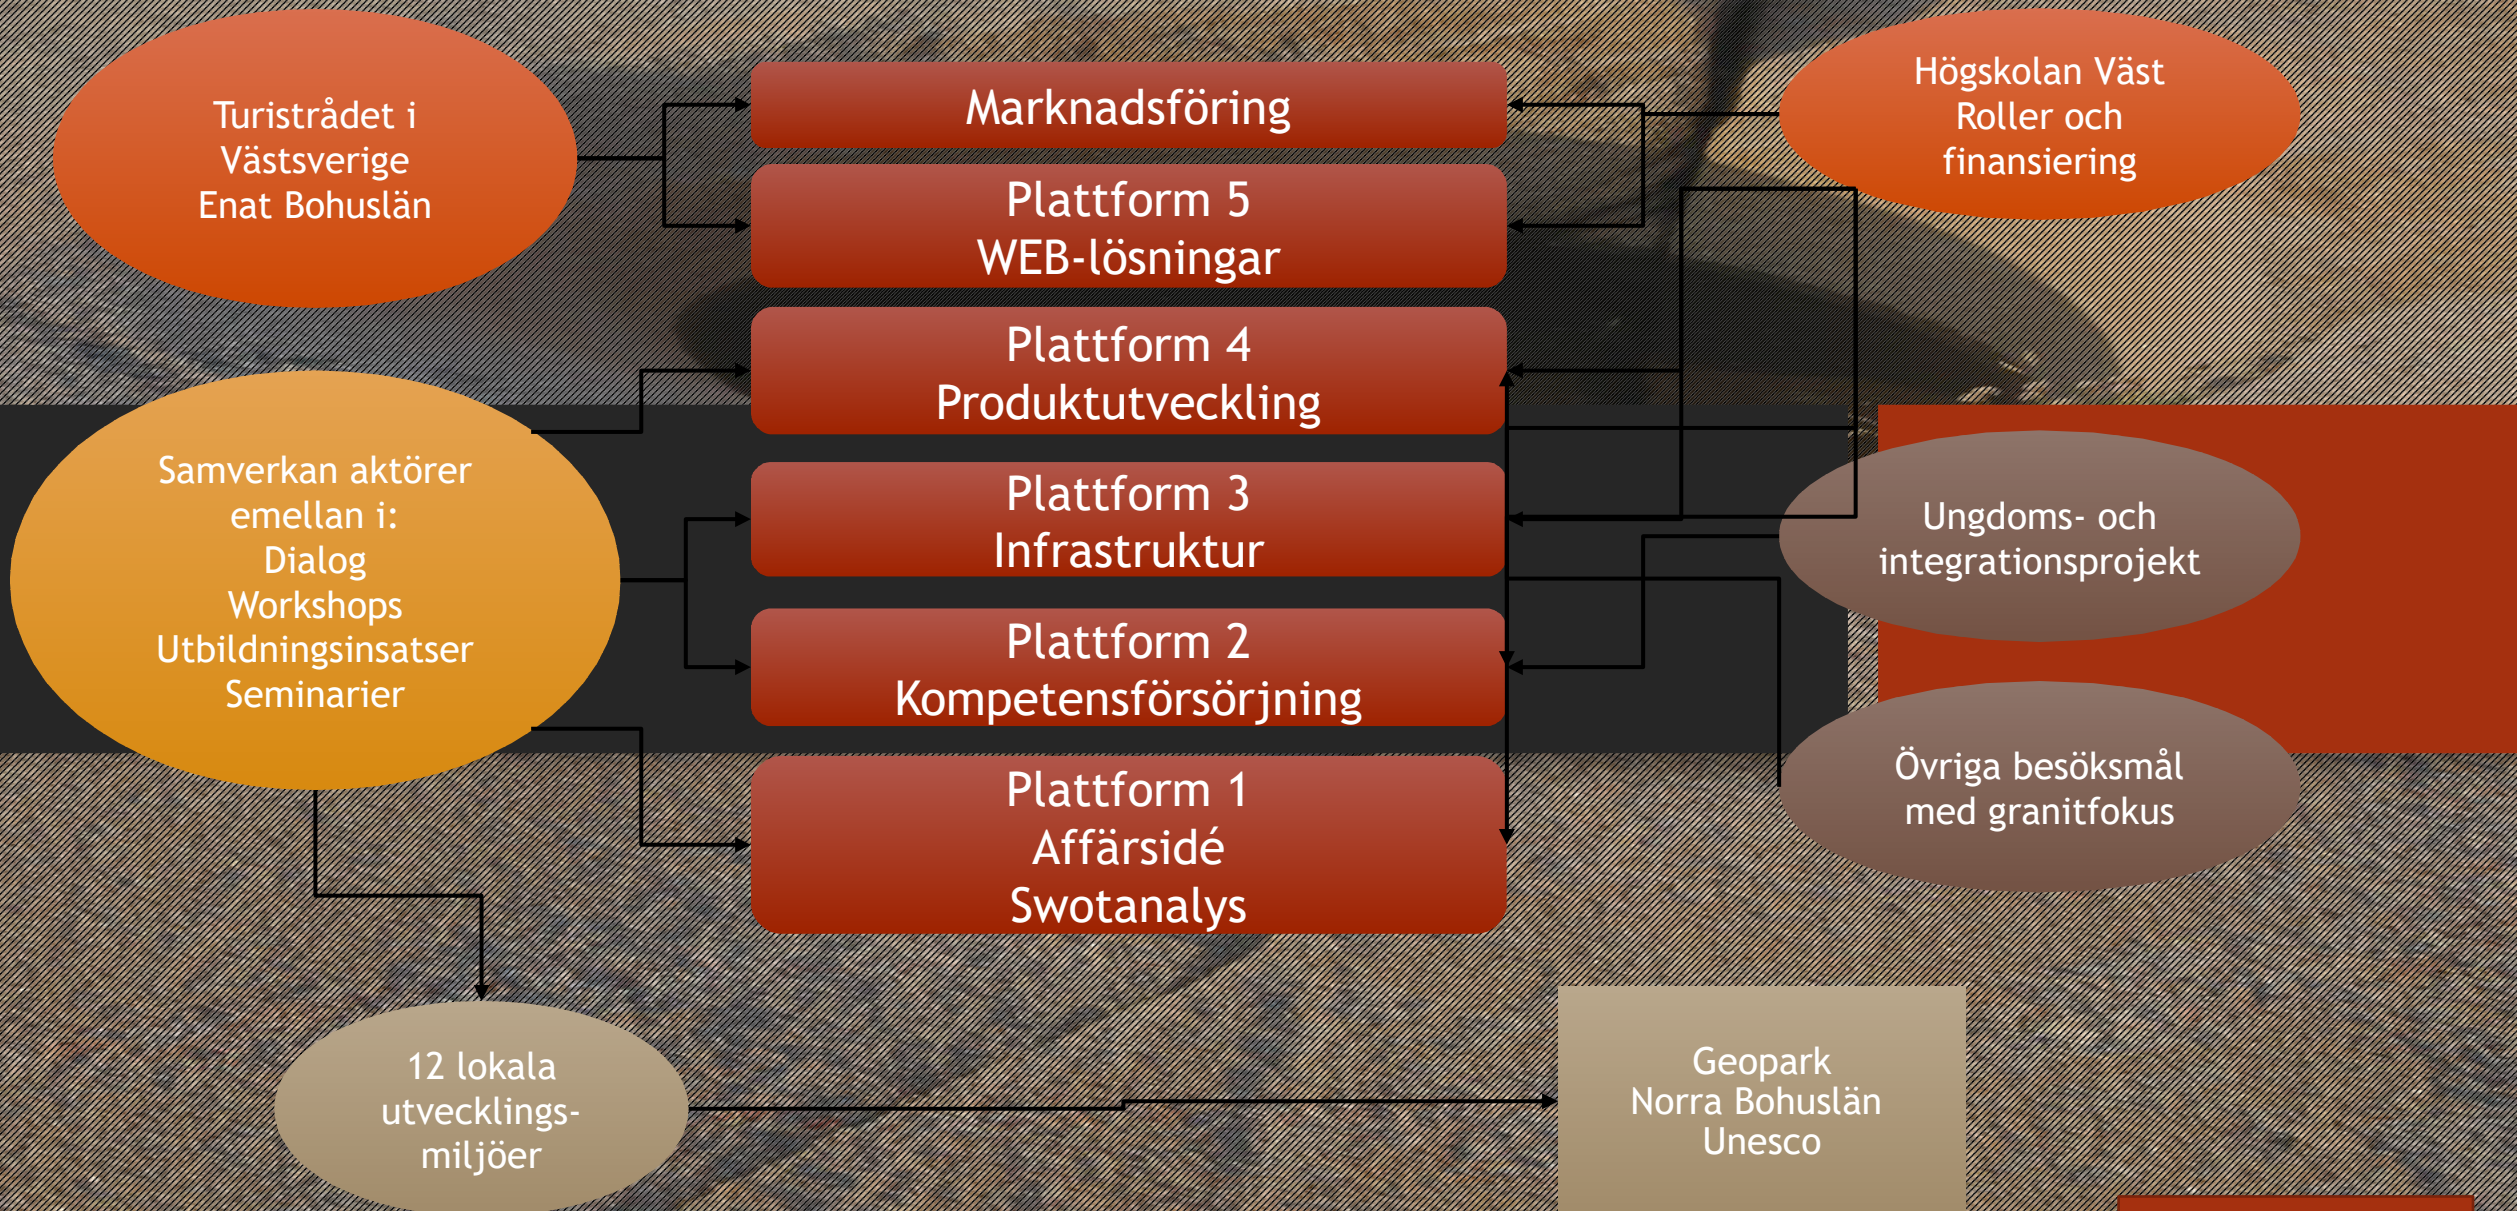 Turistrådet i
Västsverige
Enat Bohuslän
Marknadsföring
Högskolan Väst
Roller och
finansiering
Plattform 5
WEB-lösningar
Plattform 4
Produktutveckling
Samverkan aktörer
emellan i:
Dialog
Workshops
Utbildningsinsatser
Seminarier
Plattform 3
Infrastruktur
Ungdoms- och
integrationsprojekt
Plattform 2
Kompetensförsörjning
Övriga besöksmål
med granitfokus
Plattform 1
Affärsidé
Swotanalys
12 lokala
utvecklings-
miljöer
Geopark
Norra Bohuslän
Unesco